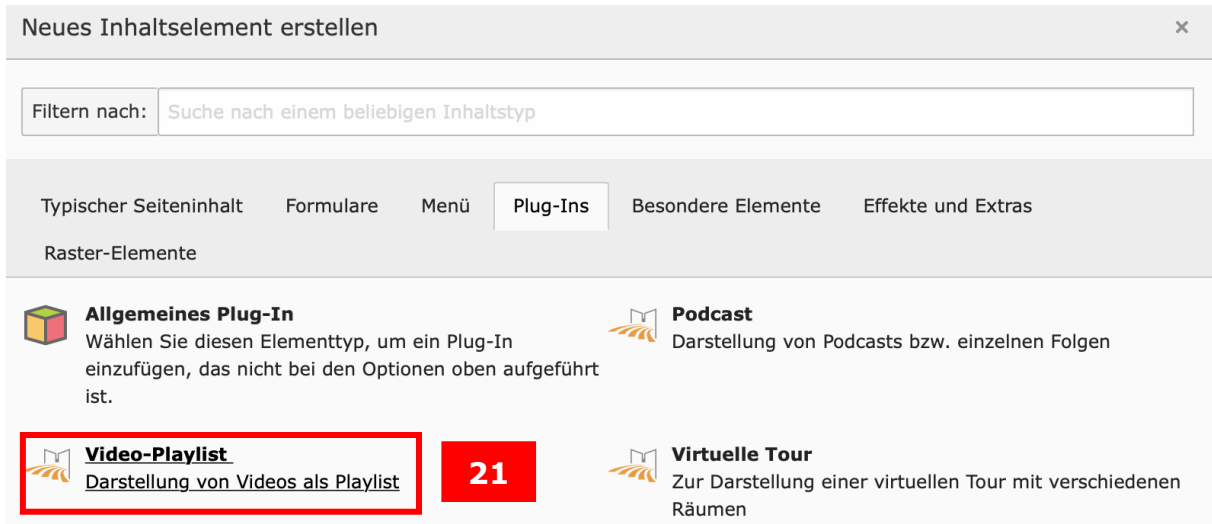 Neues Inhaltselement erstellen ×
Filtern nach: Suche nach einem beliebigen Inhaltstyp
Typischer Seiteninhalt Formulare Menü Plug-Ins Besondere Elemente Effekte und Extras
Raster-Elemente
Allgemeines Plug-In
Wählen Sie diesen Elementtyp, um ein Plug-In
einzufügen, das nicht bei den Optionen oben aufgeführt
ist.
Podcast
Darstellung von Podcasts bzw. einzelnen Folgen
Video-Playlist
Darstellung von Videos als Playlist
21
Virtuelle Tour
Zur Darstellung einer virtuellen Tour mit verschiedenen
Räumen